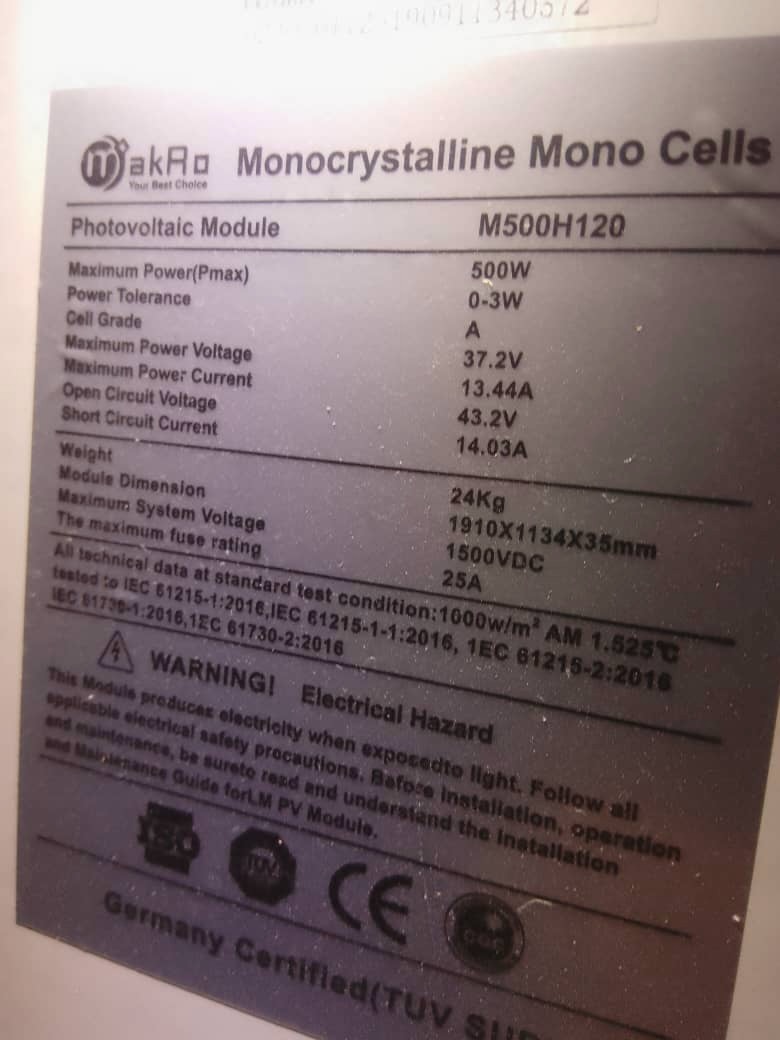 190911340572
makRo
Your Best Choice
Monocrystalline Mono Cells
Photovoltaic Module M500H120
Maximum Power(Pmax) 500W
Power Tolerance 0-3W
Cell Grade A
Maximum Power Voltage 37.2V
Maximum Power Current 13.44A
Open Circuit Voltage 43.2V
Short Circuit Current 14.03A
Weight 24Kg
Module Dimension 1910X1134X35mm
Maximum System Voltage 1500VDC
The maximum fuse rating 25A
All technical data at standard test condition:1000w/m² AM 1.525℃
tested to IEC 61215-1:2016,IEC 61215-1-1:2016, 1EC 61215-2:2016
IEC 61730-1:2016,1EC 61730-2:2016
WARNING! Electrical Hazard
This Module produces electricity when exposedto light. Follow all
applicable electrical safety procautions. Before installation, operation
and maintenance, be sureto read and understand the Installation
and Maintenance Guide forLM PV Module.
ISO
TUV
CE
Germany Certified(TUV